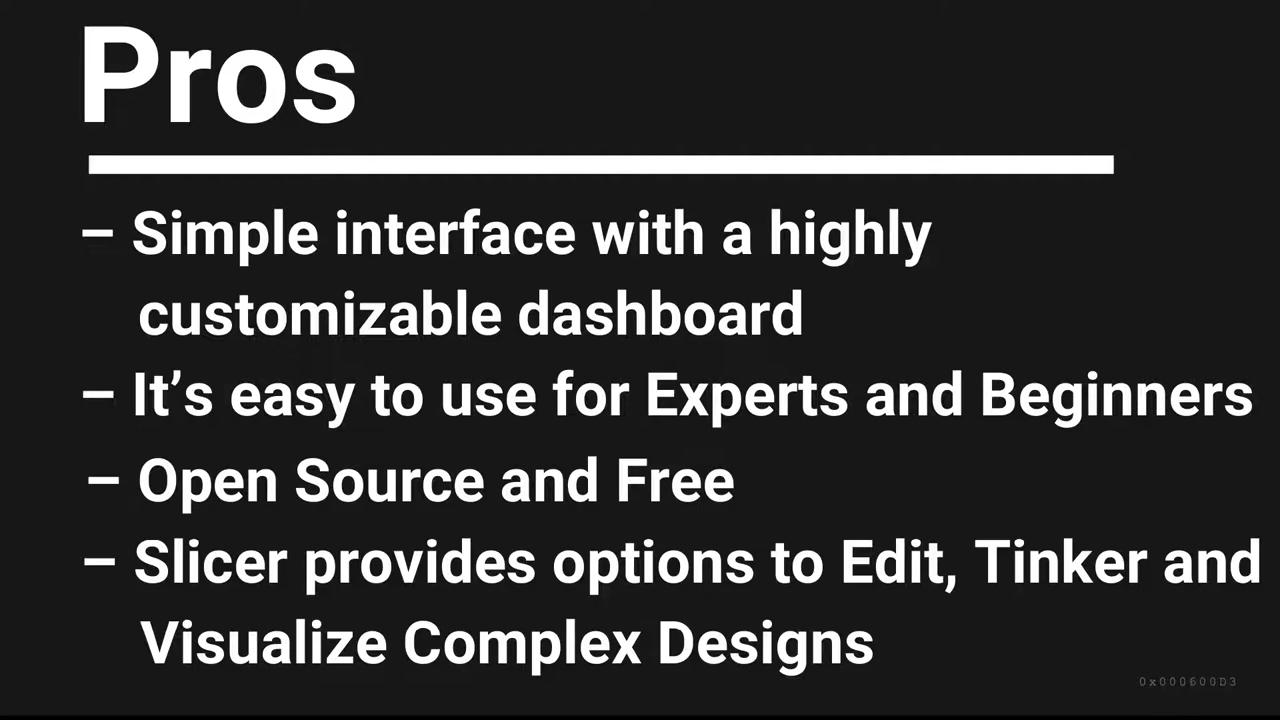 Pros
– Simple interface with a highly
customizable dashboard
– It’s easy to use for Experts and Beginners
– Open Source and Free
– Slicer provides options to Edit, Tinker and
Visualize Complex Designs
0x000600D3